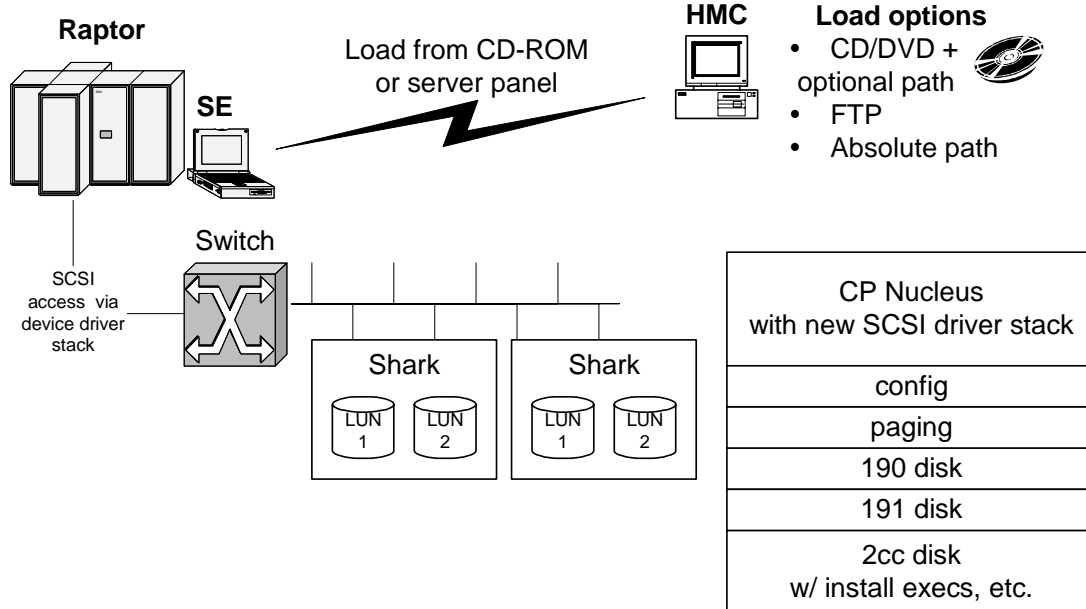 Raptor
SE
Load from CD-ROM
or server panel
HMC
Load options
• CD/DVD +
optional path
• FTP
• Absolute path
SCSI
access via
device driver
stack
Switch
Shark
LUN
1
LUN
2
Shark
LUN
1
LUN
2
CP Nucleus
with new SCSI driver stack
config
paging
190 disk
191 disk
2cc disk
w/ install execs, etc.